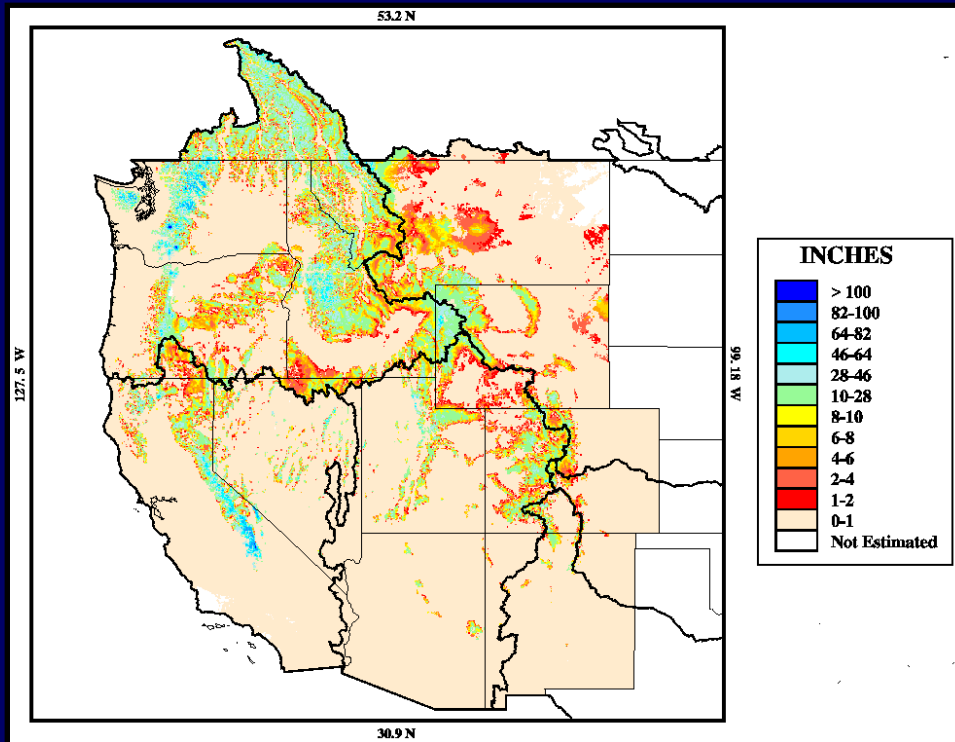 53.2 N
127.5 W
99.18 W
30.9 N
INCHES
> 100
82-100
64-82
46-64
28-46
10-28
8-10
6-8
4-6
2-4
1-2
0-1
Not Estimated